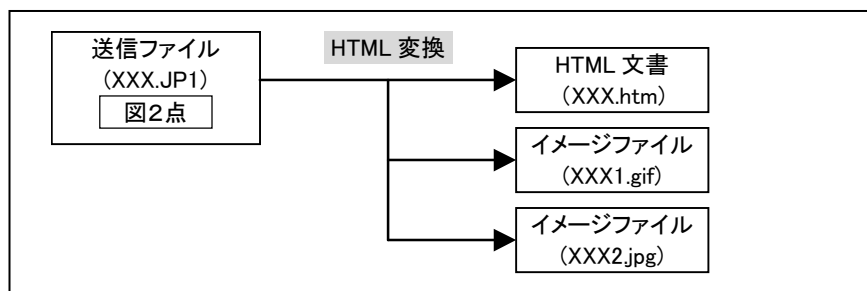 送信ファイル
(XXX.JP1)
図2点
HTML 変換
HTML 文書
(XXX.htm)
イメージファイル
(XXX1.gif)
イメージファイル
(XXX2.jpg)